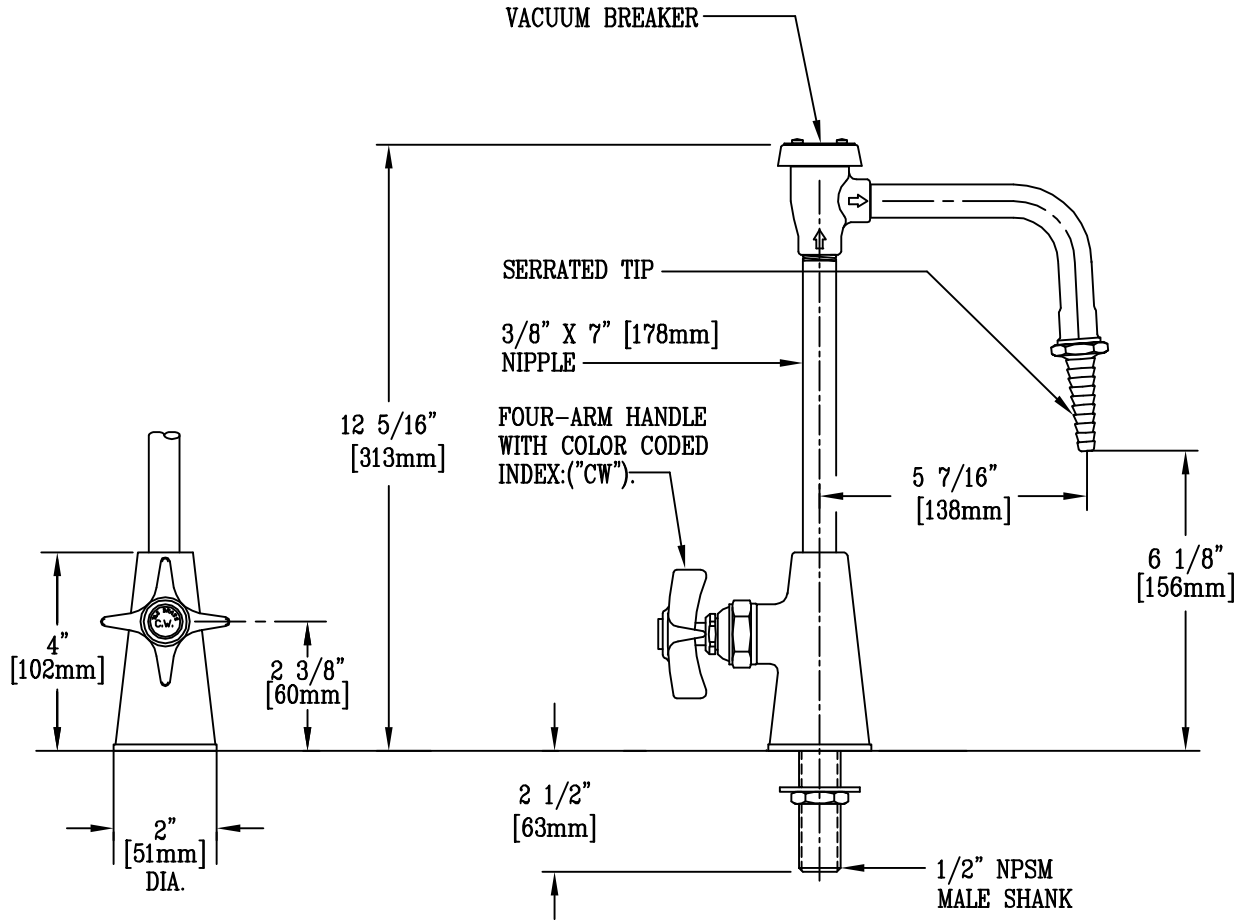 VACUUM BREAKER
SERRATED TIP
3/8” X 7” [178mm]
NIPPLE
12 5/16”
[313mm]
FOUR-ARM HANDLE
WITH COLOR CODED
INDEX:("CW").
5 7/16”
[138mm]
6 1/8”
[156mm]
4”
[102mm]
C.W.
2 3/8”
[60mm]
2 1/2”
[63mm]
2”
[51mm]
DIA.
1/2” NPSM
MALE SHANK